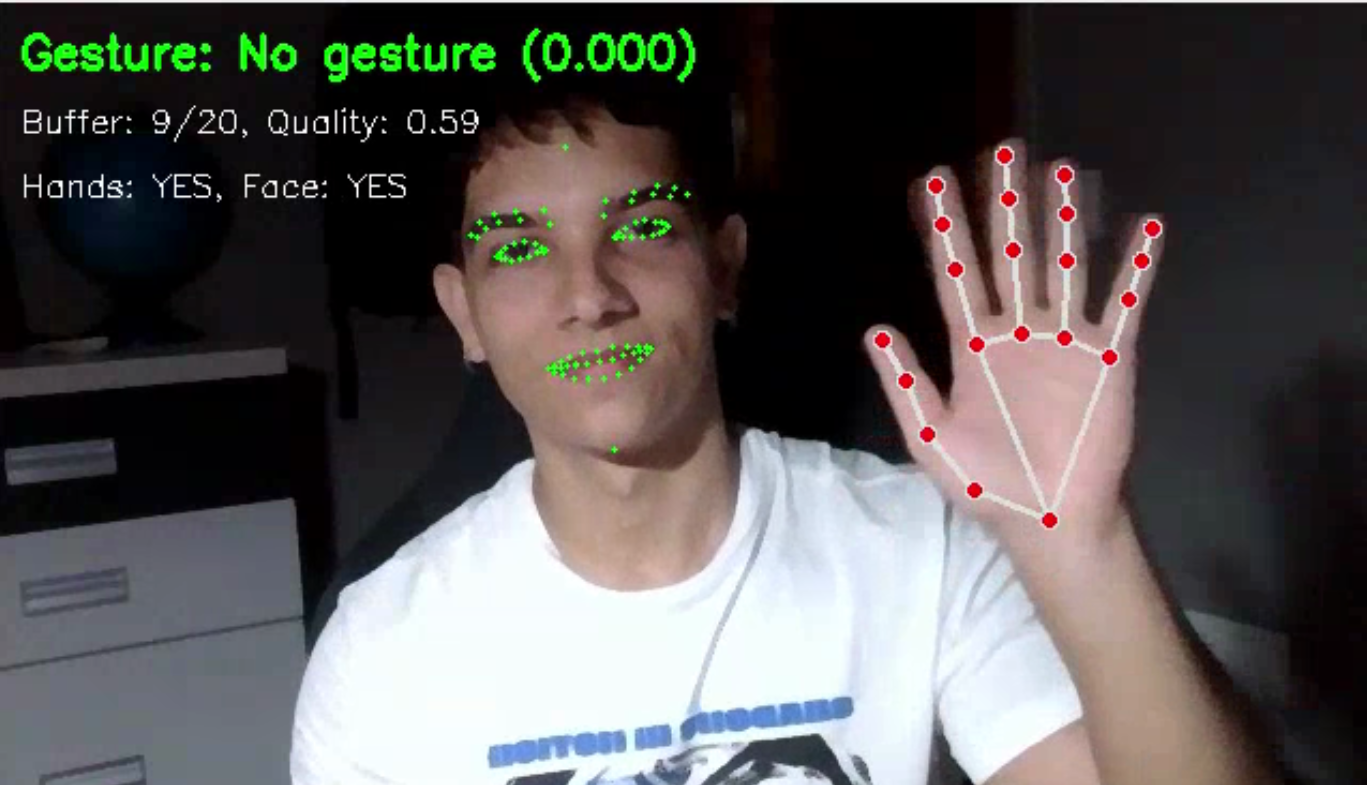 Gesture: No gesture (0.000)
Buffer: 9/20, Quality: 0.59
Hands: YES, Face: YES